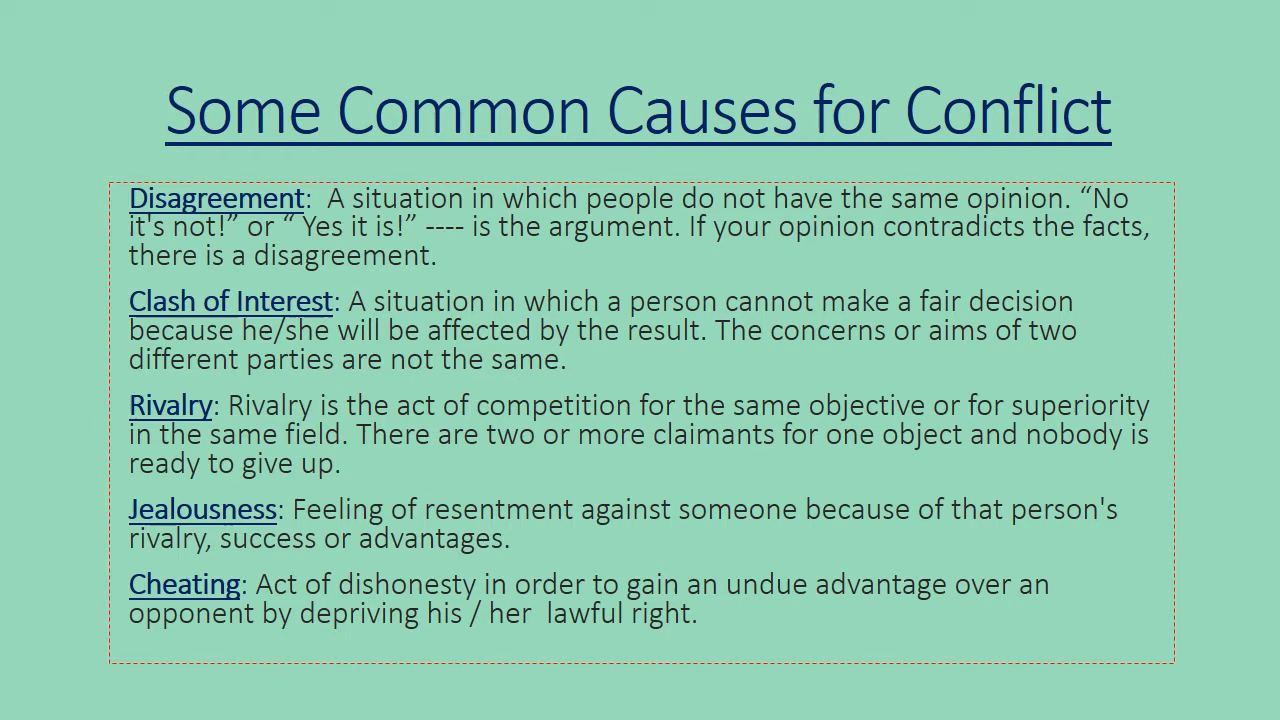 Some Common Causes for Conflict
Disagreement:  A situation in which people do not have the same opinion. “No
it's not!” or “ Yes it is!” ---- is the argument. If your opinion contradicts the facts,
there is a disagreement.
Clash of Interest: A situation in which a person cannot make a fair decision
because he/she will be affected by the result. The concerns or aims of two
different parties are not the same.
Rivalry: Rivalry is the act of competition for the same objective or for superiority
in the same field. There are two or more claimants for one object and nobody is
ready to give up.
Jealousness: Feeling of resentment against someone because of that person's
rivalry, success or advantages.
Cheating: Act of dishonesty in order to gain an undue advantage over an
opponent by depriving his / her  lawful right.